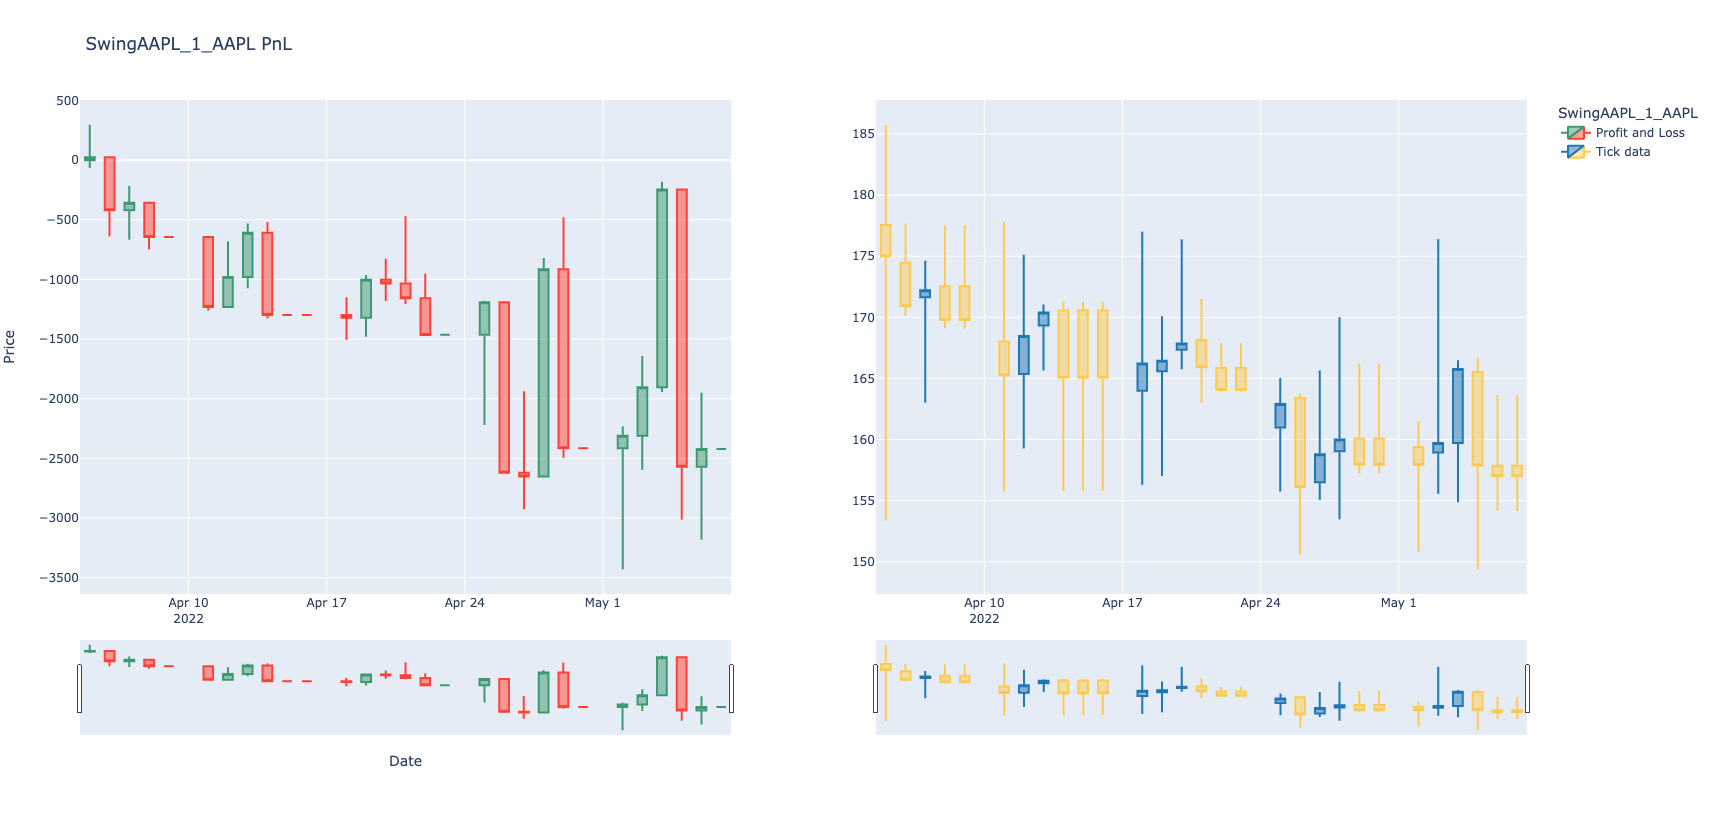 SwingAAPL_1_AAPL PnL
500
0
−500
−1000
−1500
−2000
−2500
−3000
−3500
Price
Apr 10
2022
Apr 17
Apr 24
May 1
Date
185
180
175
170
165
160
155
150
Apr 10
2022
Apr 17
Apr 24
May 1
SwingAAPL_1_AAPL
Profit and Loss
Tick data